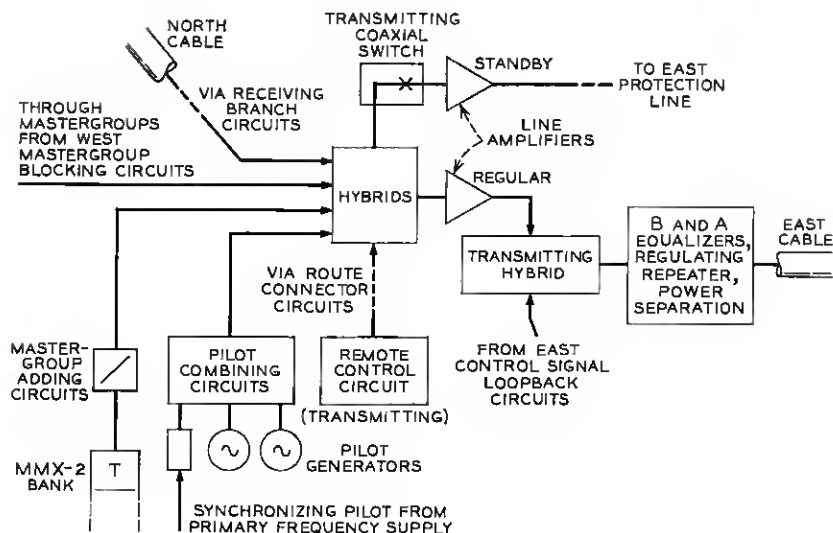 NORTH
CABLE
TRANSMITTING
COAXIAL
SWITCH
STANDBY
TO EAST
PROTECTION
LINE
VIA RECEIVING
BRANCH
CIRCUITS
THROUGH
MASTERGROUPS
FROM WEST
MASTERGROUP
BLOCKING CIRCUITS
LINE
AMPLIFIERS
HYBRIDS
REGULAR
B AND A
EQUALIZERS,
REGULATING
REPEATER,
POWER
SEPARATION
EAST
CABLE
TRANSMITTING
HYBRID
VIA ROUTE
CONNECTOR
CIRCUITS
MASTER-
GROUP
ADDING
CIRCUITS
PILOT
COMBINING
CIRCUITS
REMOTE
CONTROL
CIRCUIT
(TRANSMITTING)
FROM EAST
CONTROL SIGNAL
LOOPBACK
CIRCUITS
PILOT
GENERATORS
MMX-2
BANK
T
SYNCHRONIZING PILOT FROM
PRIMARY FREQUENCY SUPPLY